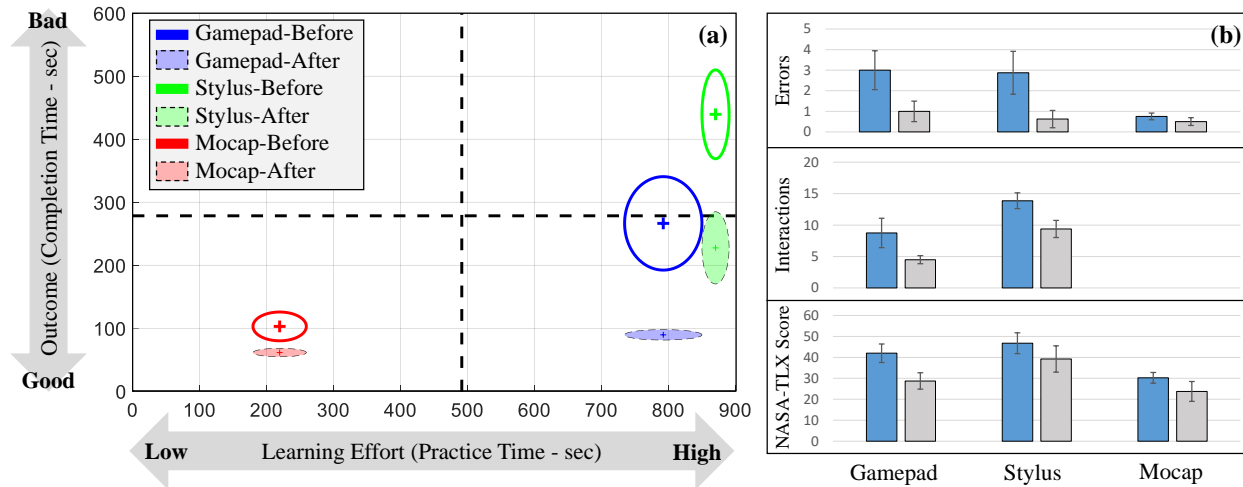 Bad
Outcome (Completion Time - sec)
Good
600
500
400
300
200
100
0
(a)
Gamepad-Before
Gamepad-After
Stylus-Before
Stylus-After
Mocap-Before
Mocap-After
0 100 200 300 400 500 600 700 800 900
Low Learning Effort (Practice Time - sec) High
(b)
Errors
5
4
3
2
1
0
Interactions
20
15
10
5
0
NASA-TLX Score
60
50
40
30
20
10
0
Gamepad Stylus Mocap